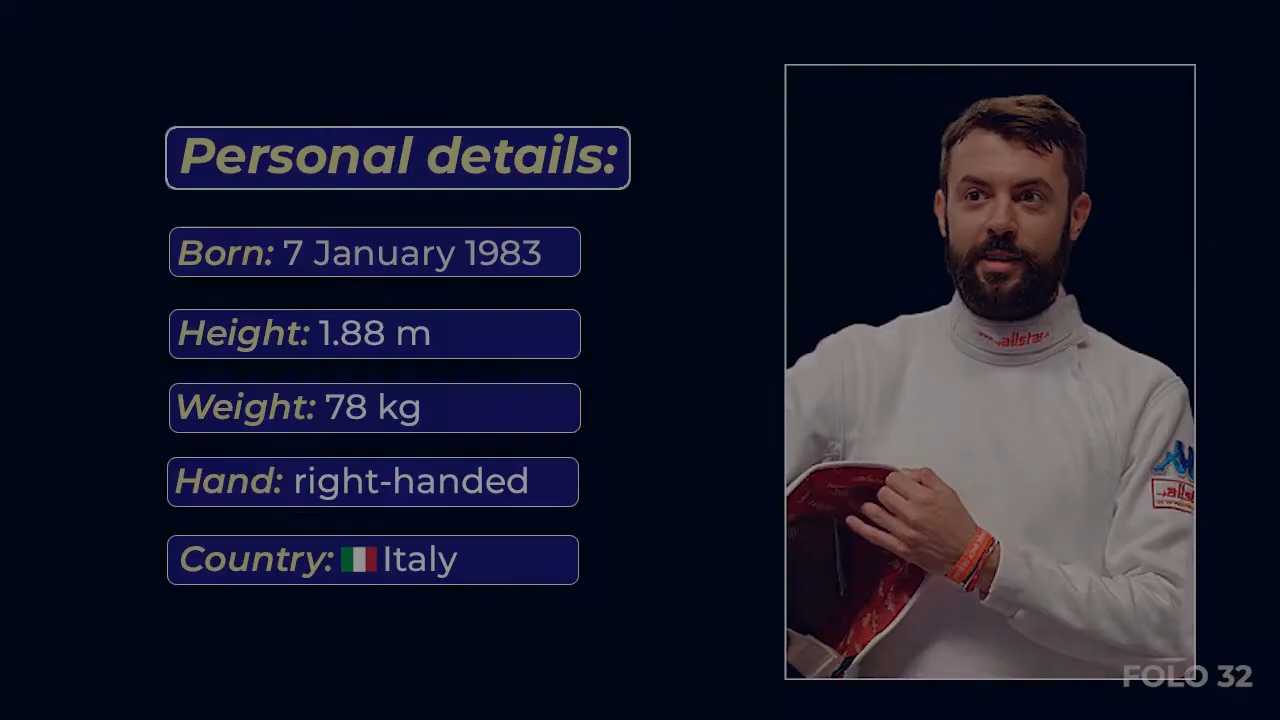 Personal details:
Born: 7 January 1983
Height: 1.88 m
Weight: 78 kg
Hand: right-handed
Country: Italy
allstar
allst
FOLO 32